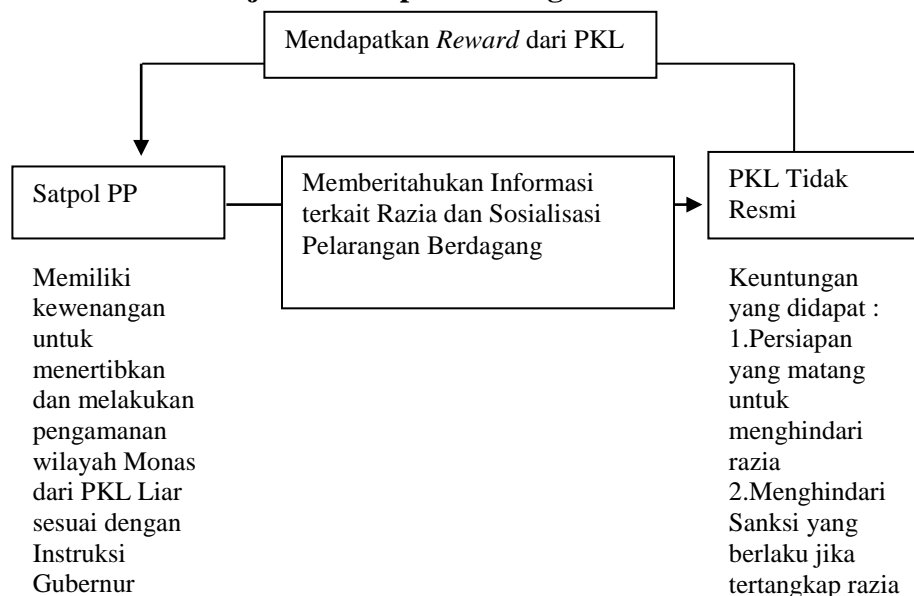 Mendapatkan Reward dari PKL
Satpol PP
Memberitahukan Informasi
terkait Razia dan Sosialisasi
Pelarangan Berdagang
PKL Tidak
Resmi
Memiliki
kewenangan
untuk
menertibkan
dan melakukan
pengamanan
wilayah Monas
dari PKL Liar
sesuai dengan
Instruksi
Gubernur
Keuntungan
yang didapat :
1.Persiapan
yang matang
untuk
menghindari
razia
2.Menghindari
Sanksi yang
berlaku jika
tertangkap razia